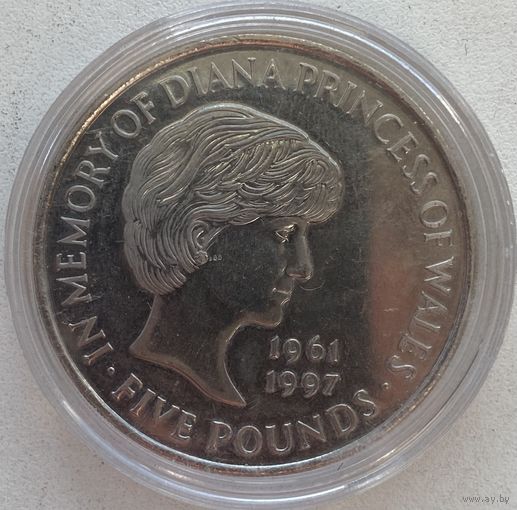 IN MEMORY OF DIANA PRINCESS OF WALES
1961
1997
· FIVE POUNDS ·
www.ay.by